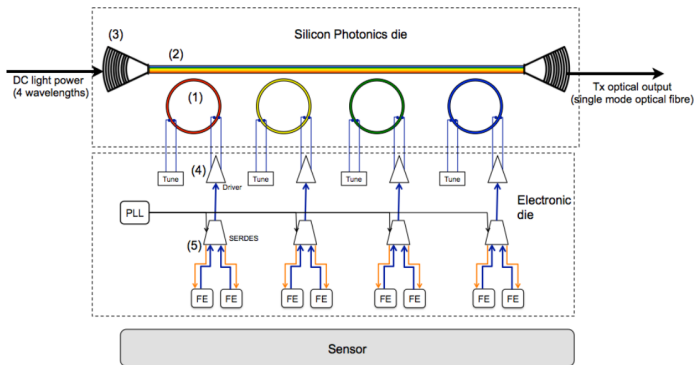 (3)
Silicon Photonics die
(2)
DC light power
(4 wavelengths)
Tx optical output
(single mode optical fibre)
(1)
(4)
Tune
Tune
Tune
Tune
Driver
Electronic
die
PLL
(5)
SERDES
FE
FE
FE
FE
FE
FE
FE
FE
Sensor